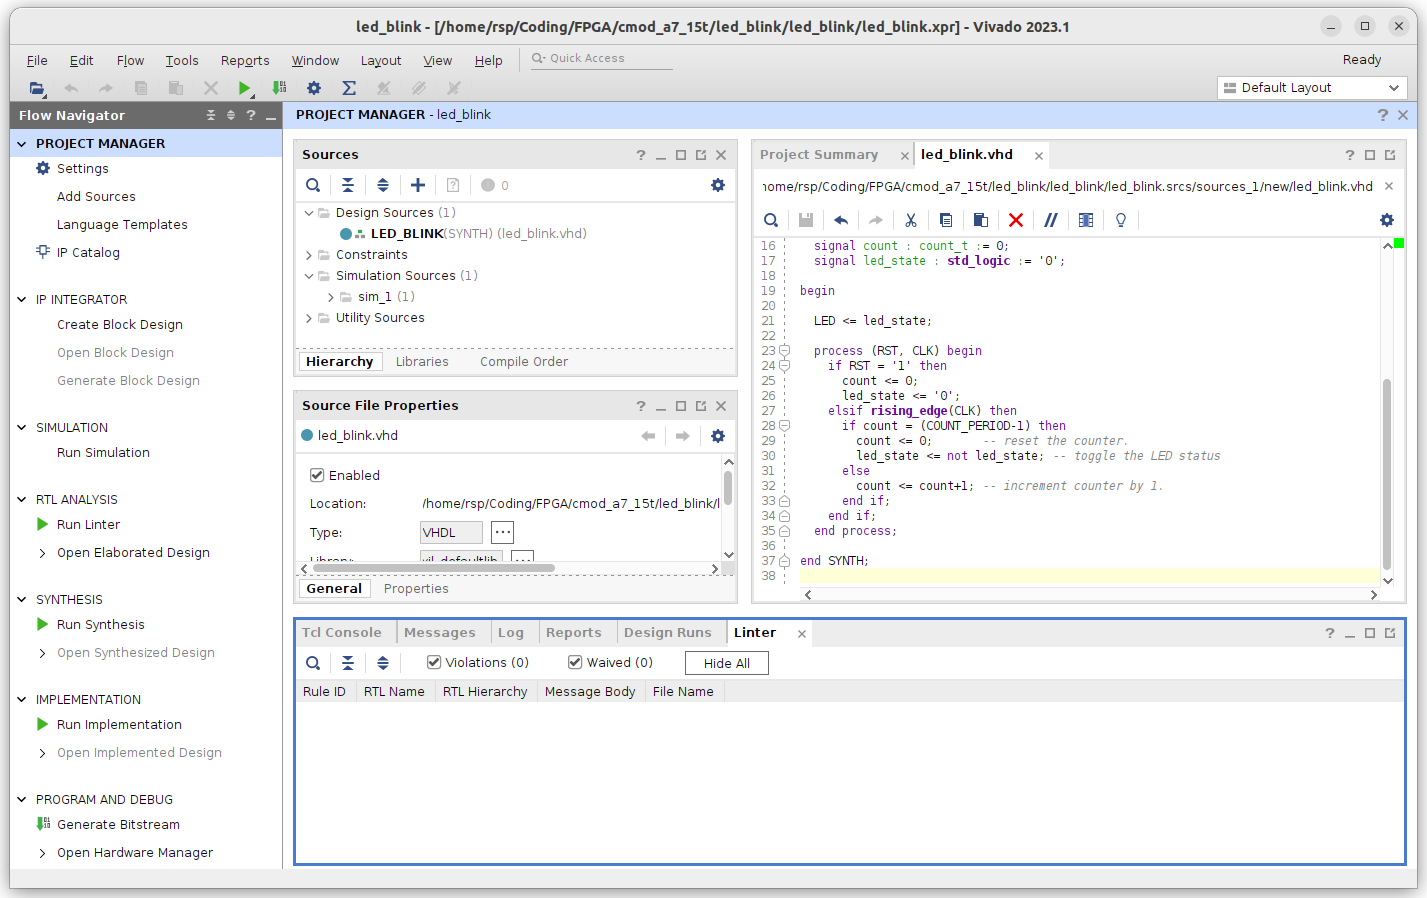 led_blink - [/home/rsp/Coding/FPGA/cmod_a7_15t/led_blink/led_blink/led_blink.xpr] - Vivado 2023.1
File Edit Flow Tools Reports Window Layout View Help Quick Access Ready
Default Layout
Flow Navigator
PROJECT MANAGER
Settings
Add Sources
Language Templates
IP Catalog
IP INTEGRATOR
Create Block Design
Open Block Design
Generate Block Design
SIMULATION
Run Simulation
RTL ANALYSIS
Run Linter
Open Elaborated Design
SYNTHESIS
Run Synthesis
Open Synthesized Design
IMPLEMENTATION
Run Implementation
Open Implemented Design
PROGRAM AND DEBUG
Generate Bitstream
Open Hardware Manager
PROJECT MANAGER - led_blink
Sources
0
Design Sources (1)
LED_BLINK(SYNTH) (led_blink.vhd)
Constraints
Simulation Sources (1)
sim_1 (1)
Utility Sources
Hierarchy Libraries Compile Order
Source File Properties
led_blink.vhd
Enabled
Location: /home/rsp/Coding/FPGA/cmod_a7_15t/led_blink/l
Type: VHDL ...
Library: xil_defaultlib ...
General Properties
Project Summary led_blink.vhd
home/rsp/Coding/FPGA/cmod_a7_15t/led_blink/led_blink/led_blink.srcs/sources_1/new/led_blink.vhd
16 signal count : count_t := 0;
17 signal led_state : std_logic := '0';
18
19 begin
20
21 LED <= led_state;
22
23 process (RST, CLK) begin
24 if RST = '1' then
25 count <= 0;
26 led_state <= '0';
27 elsif rising_edge(CLK) then
28 if count = (COUNT_PERIOD-1) then
29 count <= 0; -- reset the counter.
30 led_state <= not led_state; -- toggle the LED status
31 else
32 count <= count+1; -- increment counter by 1.
33 end if;
34 end if;
35 end process;
36
37 end SYNTH;
38
Tcl Console Messages Log Reports Design Runs Linter
Violations (0) Waived (0) Hide All
Rule ID RTL Name RTL Hierarchy Message Body File Name